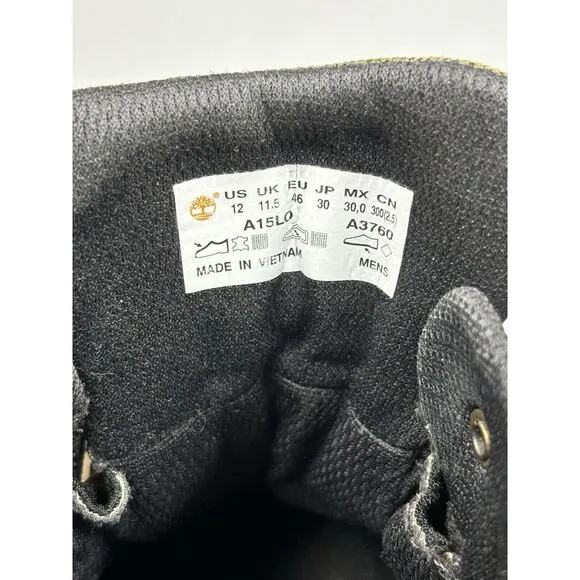 ® US UK EU JP MX CN
12 11.5 46 30 30,0 300(2.5)
A15LO A3760
MADE IN VIETNAM MENS